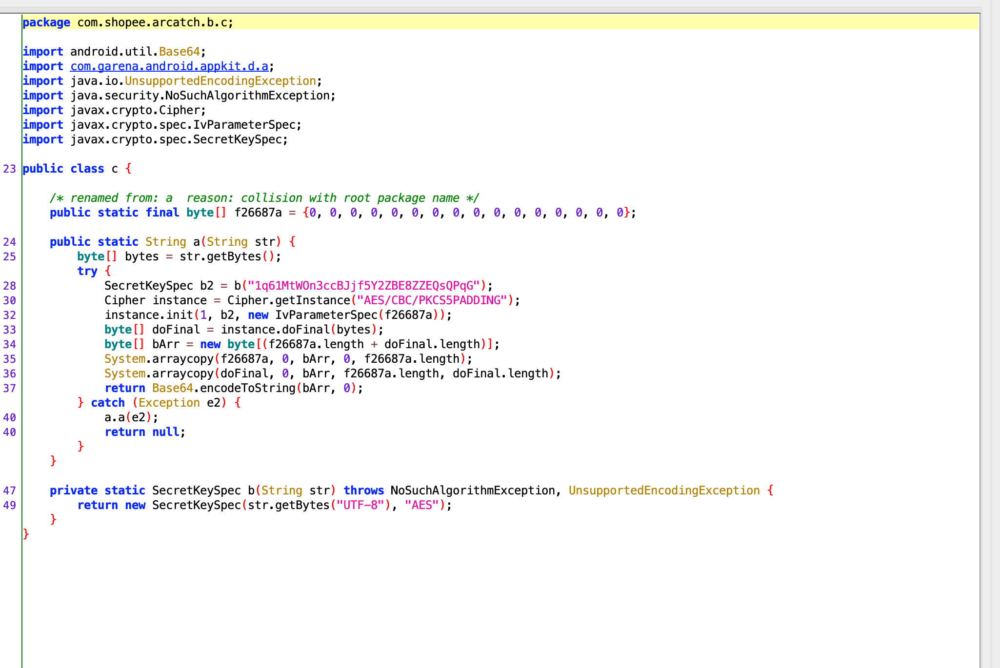 package com.shopee.arcatch.b.c;
import android.util.Base64;
import com.garena.android.appkit.d.a;
import java.io.UnsupportedEncodingException;
import java.security.NoSuchAlgorithmException;
import javax.crypto.Cipher;
import javax.crypto.spec.IvParameterSpec;
import javax.crypto.spec.SecretKeySpec;
23 public class c {
/* renamed from: a  reason: collision with root package name */
public static final byte[] f26687a = {0, 0, 0, 0, 0, 0, 0, 0, 0, 0, 0, 0, 0, 0, 0, 0};
24 public static String a(String str) {
25 byte[] bytes = str.getBytes();
try {
28 SecretKeySpec b2 = b("1q61MtWOn3ccBJjf5Y2ZBE8ZZEQsQPqG");
30 Cipher instance = Cipher.getInstance("AES/CBC/PKCS5PADDING");
32 instance.init(1, b2, new IvParameterSpec(f26687a));
33 byte[] doFinal = instance.doFinal(bytes);
34 byte[] bArr = new byte[(f26687a.length + doFinal.length)];
35 System.arraycopy(f26687a, 0, bArr, 0, f26687a.length);
36 System.arraycopy(doFinal, 0, bArr, f26687a.length, doFinal.length);
37 return Base64.encodeToString(bArr, 0);
} catch (Exception e2) {
40 a.a(e2);
40 return null;
}
}
47 private static SecretKeySpec b(String str) throws NoSuchAlgorithmException, UnsupportedEncodingException {
49 return new SecretKeySpec(str.getBytes("UTF-8"), "AES");
}
}